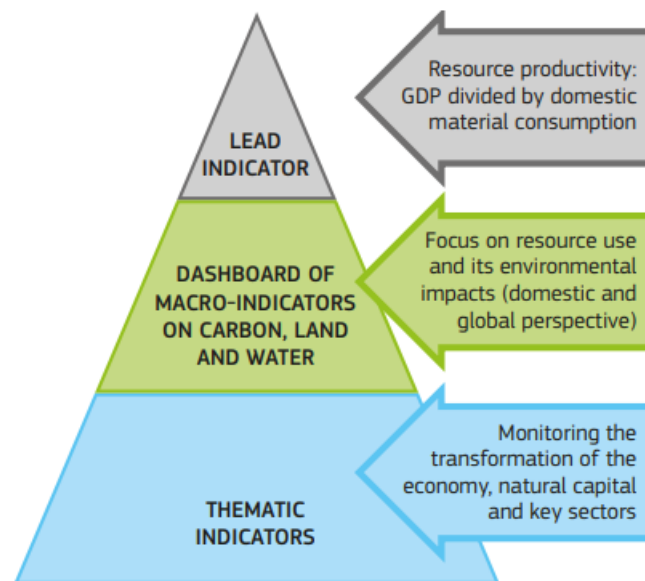 Resource productivity:
GDP divided by domestic
material consumption
LEAD
INDICATOR
Focus on resource use
and its environmental
impacts (domestic and
global perspective)
DASHBOARD OF
MACRO-INDICATORS
ON CARBON, LAND
AND WATER
Monitoring the
transformation of the
economy, natural capital
and key sectors
THEMATIC
INDICATORS